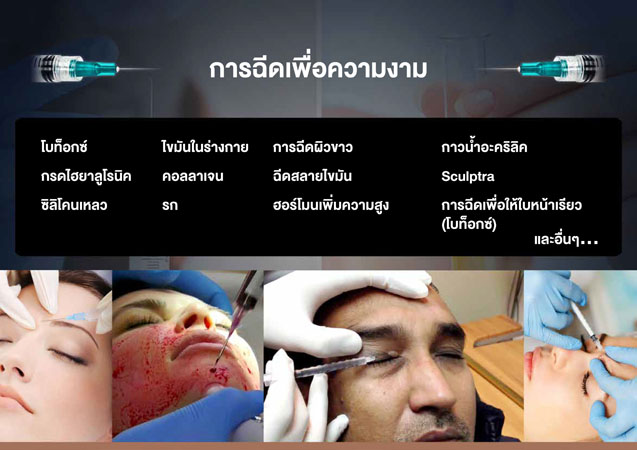 การฉีดเพื่อความงาม
โบท็อกซ์
ไขมันในร่างกาย
การฉีดผิวขาว
กาวน้ำอะคริลิค
กรดไฮยาลูโรนิค
คอลลาเจน
ฉีดสลายไขมัน
Sculptra
ซิลิโคนเหลว
รก
ฮอร์โมนเพิ่มความสูง
การฉีดเพื่อให้ใบหน้าเรียว
(โบท็อกซ์)
และอื่นๆ...